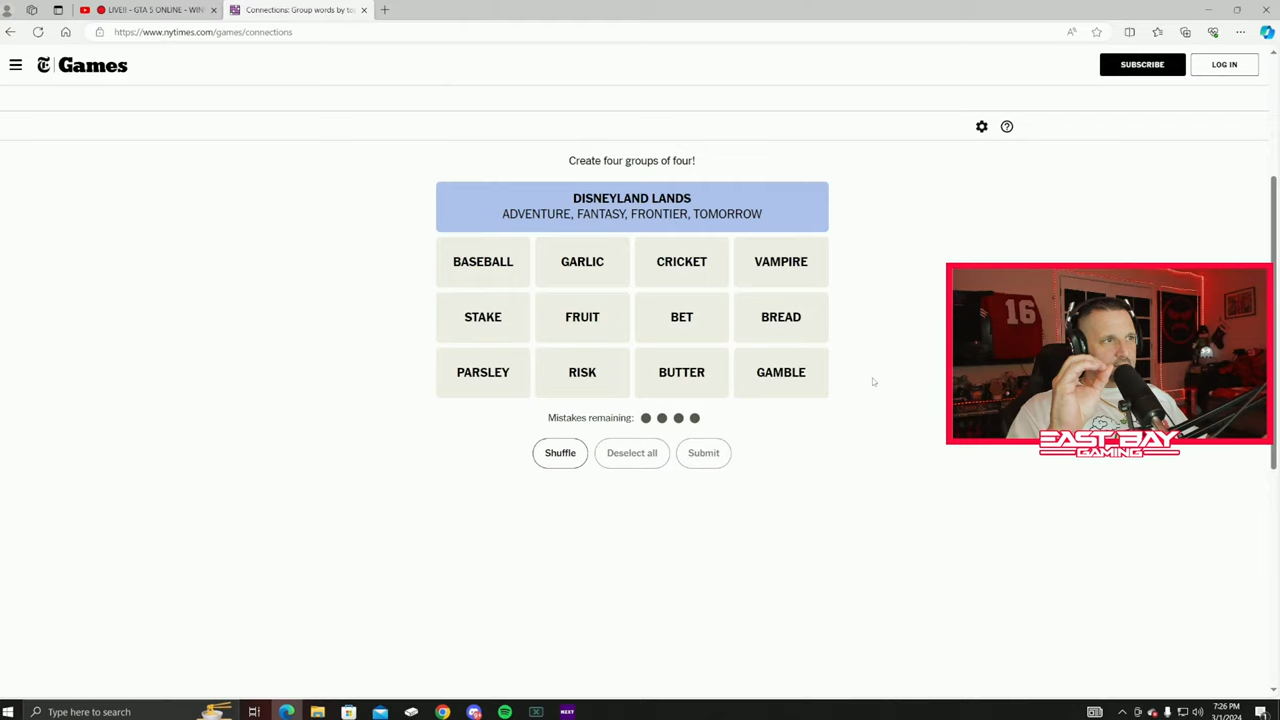 LIVE!! - GTA 5 ONLINE - WIN
Connections: Group words by to
https://www.nytimes.com/games/connections
Games
SUBSCRIBE
LOG IN
Create four groups of four!
DISNEYLAND LANDS
ADVENTURE, FANTASY, FRONTIER, TOMORROW
BASEBALL GARLIC CRICKET VAMPIRE
STAKE FRUIT BET BREAD
PARSLEY RISK BUTTER GAMBLE
Mistakes remaining:
Shuffle Deselect all Submit
16
EAST BAY
GAMING
Type here to search
NEXT
7:26 PM
3/1/2024